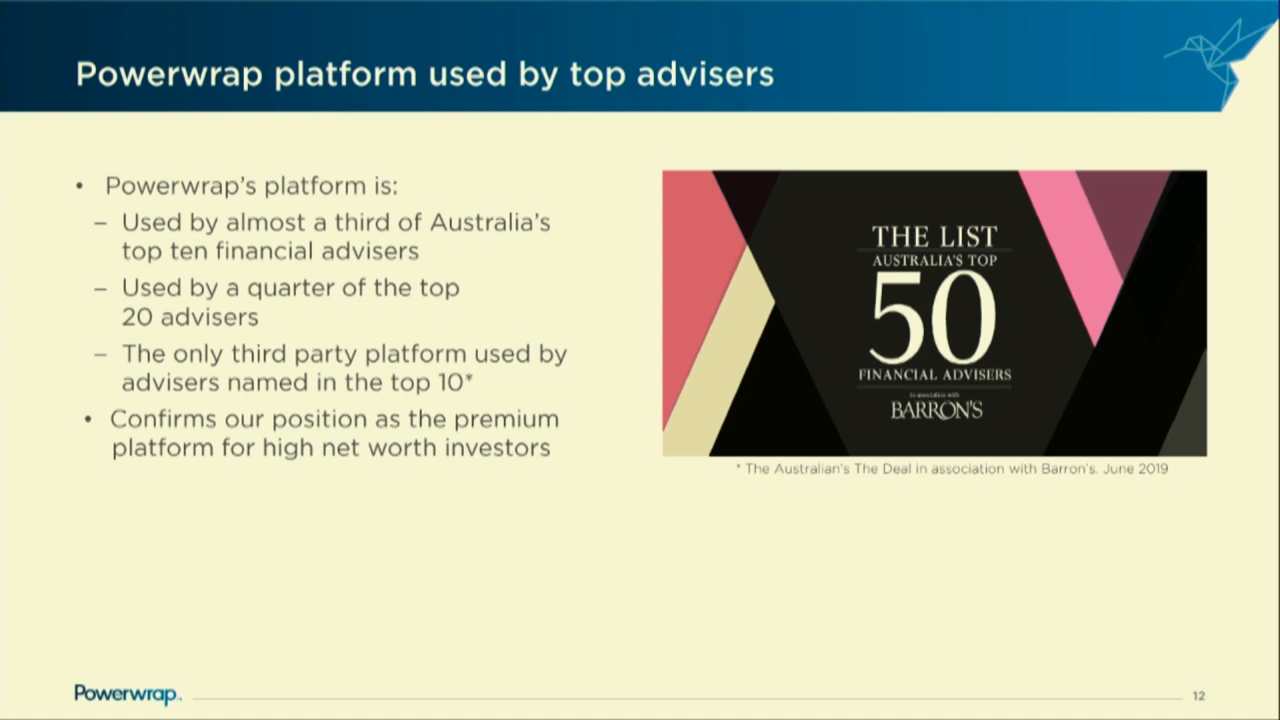 Powerwrap platform used by top advisers
• Powerwrap's platform is:
– Used by almost a third of Australia's
top ten financial advisers
– Used by a quarter of the top
20 advisers
– The only third party platform used by
advisers named in the top 10*
• Confirms our position as the premium
platform for high net worth investors
THE LIST
AUSTRALIA'S TOP
50
FINANCIAL ADVISERS
in association with
BARRON'S
* The Australian's The Deal in association with Barron's. June 2019
Powerwrap
12